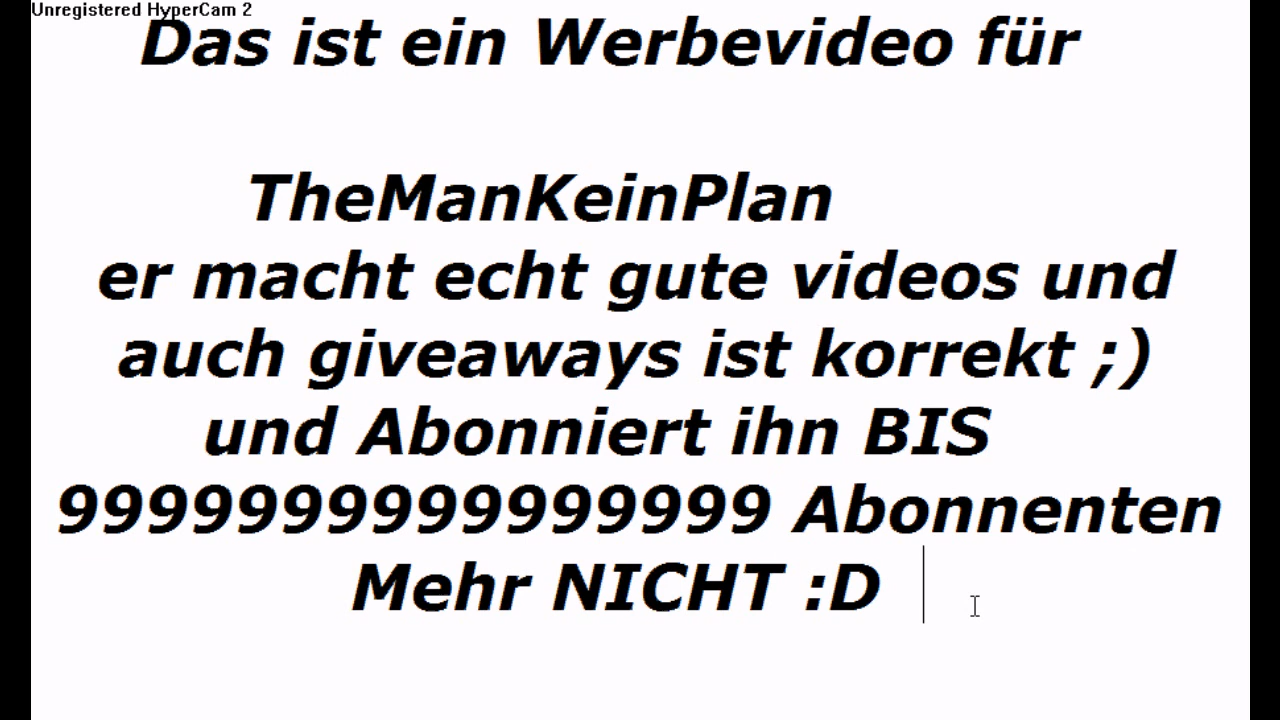 Unregistered HyperCam 2
Das ist ein Werbevideo für
TheManKeinPlan
er macht echt gute videos und
auch giveaways ist korrekt ;)
und Abonniert ihn BIS
9999999999999999 Abonnenten
Mehr NICHT :D